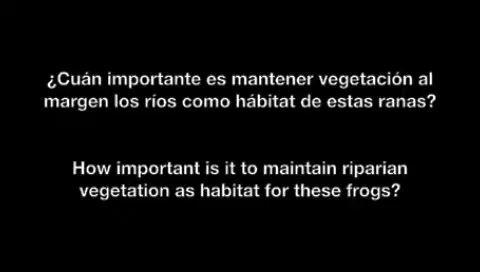 ¿Cuán importante es mantener vegetación al
margen los ríos como hábitat de estas ranas?
How important is it to maintain riparian
vegetation as habitat for these frogs?